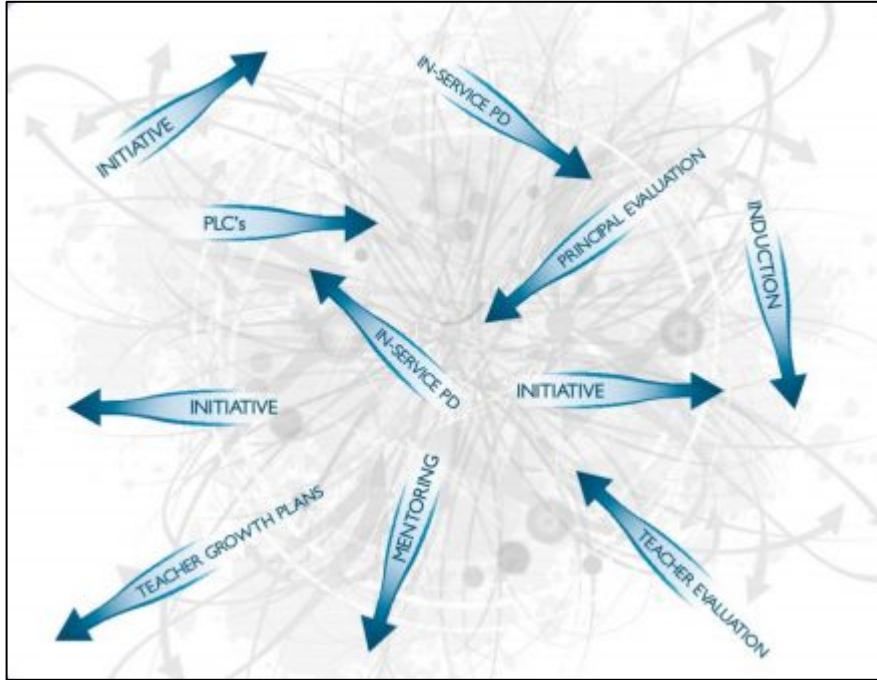 INITIATIVE
IN-SERVICE PD
PLC's
PRINCIPAL EVALUATION
INDUCTION
IN-SERVICE PD
INITIATIVE
INITIATIVE
MENTORING
TEACHER GROWTH PLANS
TEACHER EVALUATION